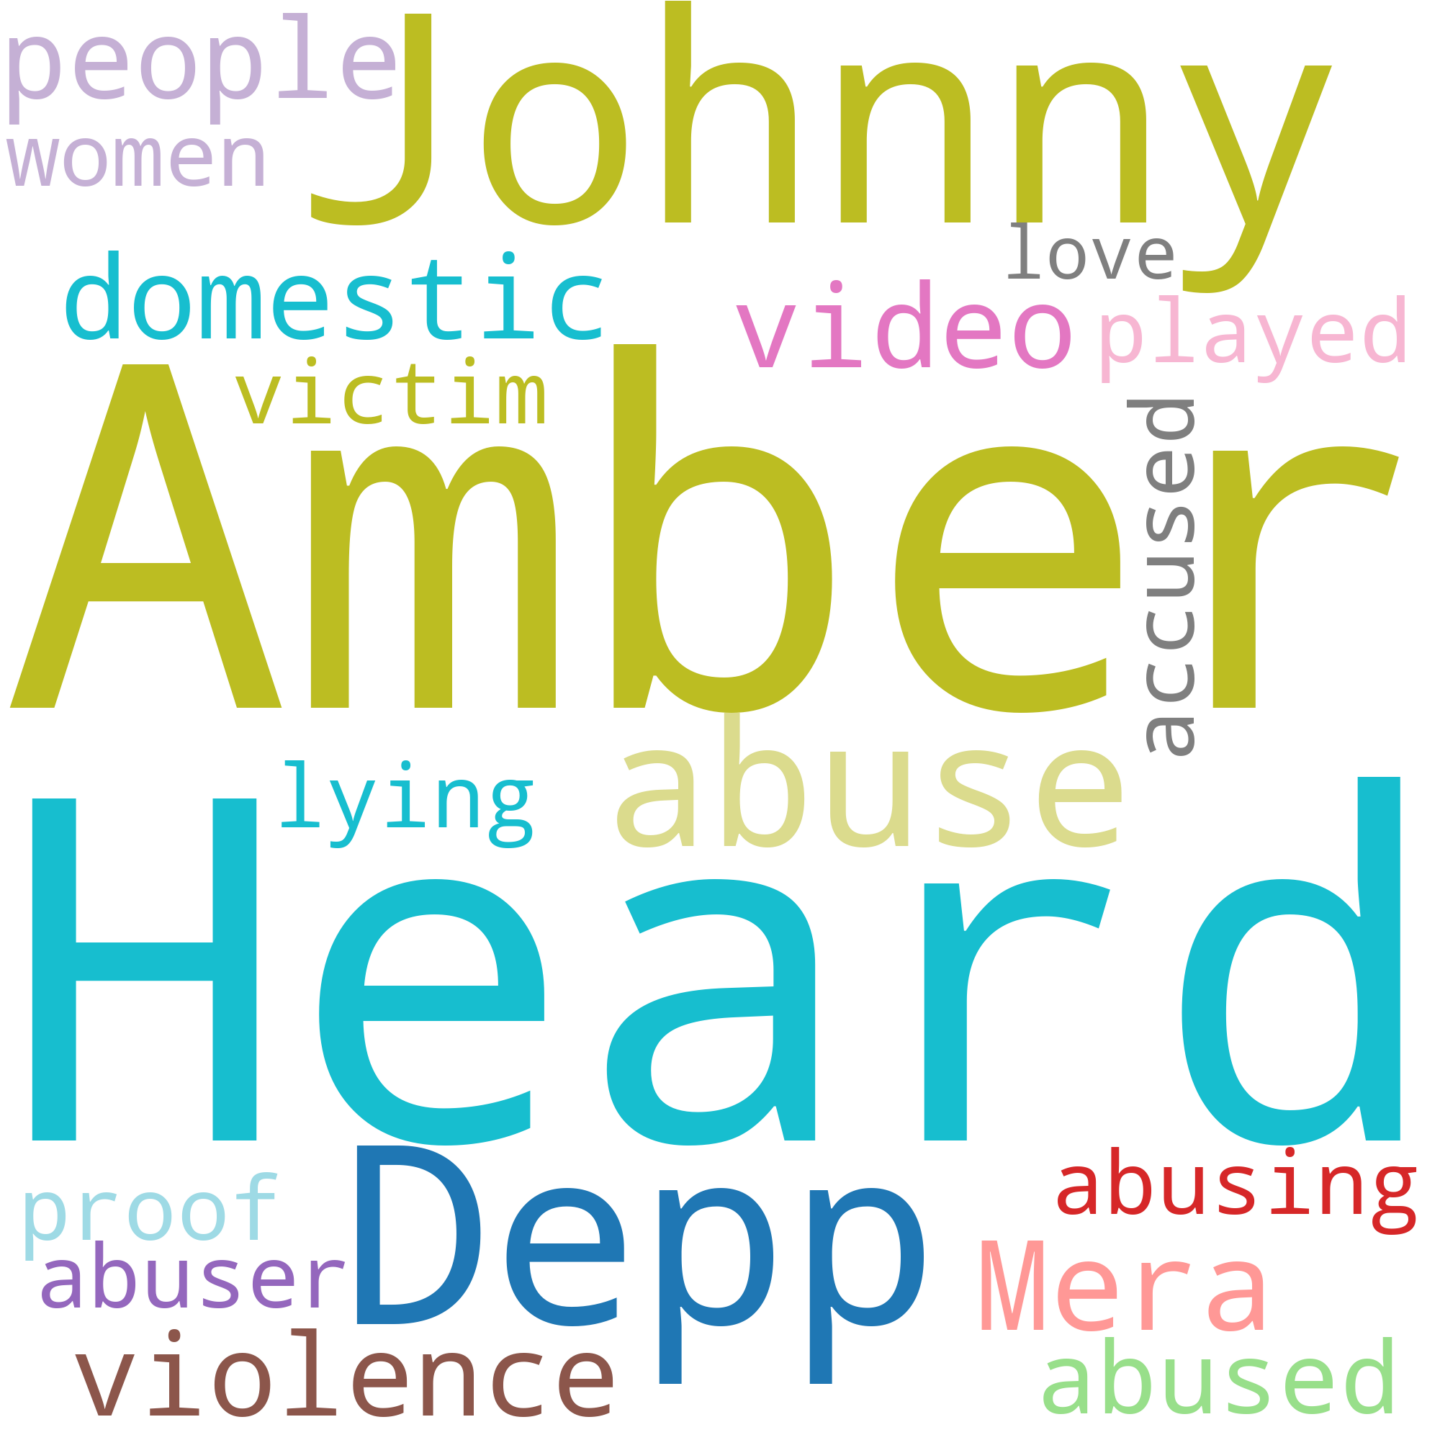 people
Johnny
women
love
domestic
video
played
victim
accused
Amber
abuse
lying
Heard
proof
Depp
abusing
abuser
Mera
violence
abused